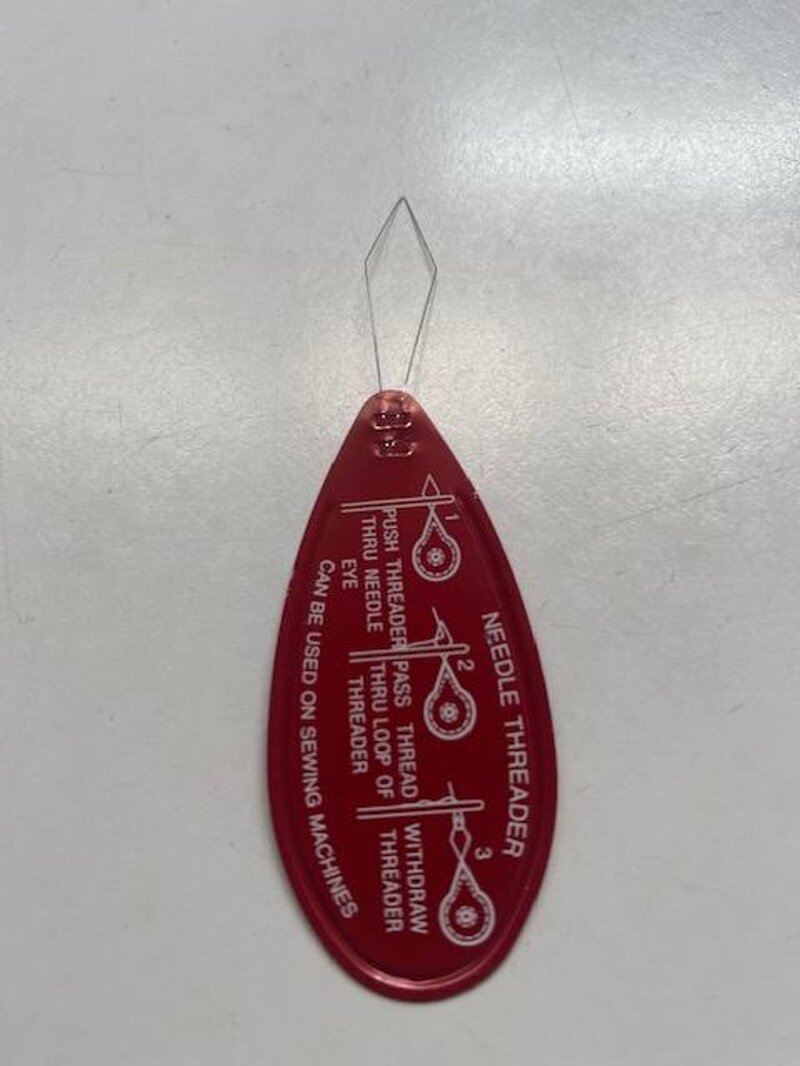 NEEDLE THREADER
1
PUSH THREADER
THRU NEEDLE
EYE
2
PASS THREAD
THRU LOOP OF
THREADER
3
WITHDRAW
THREADER
CAN BE USED ON SEWING MACHINES